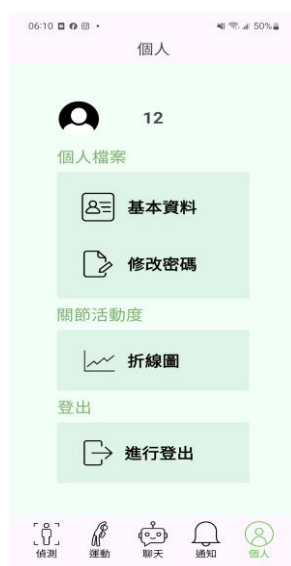 06:10
50%
個人
12
個人檔案
基本資料
修改密碼
關節活動度
折線圖
登出
進行登出
偵測 運動 聊天 通知 個人